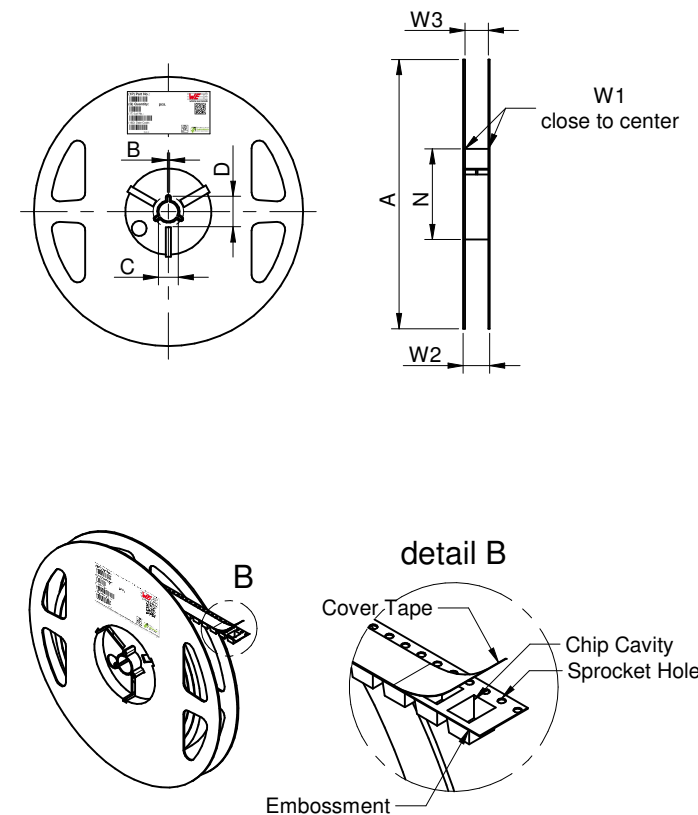 W3
W1
close to center
B
D
A
N
C
W2
B
detail B
Cover Tape
Chip Cavity
Sprocket Hole
Embossment